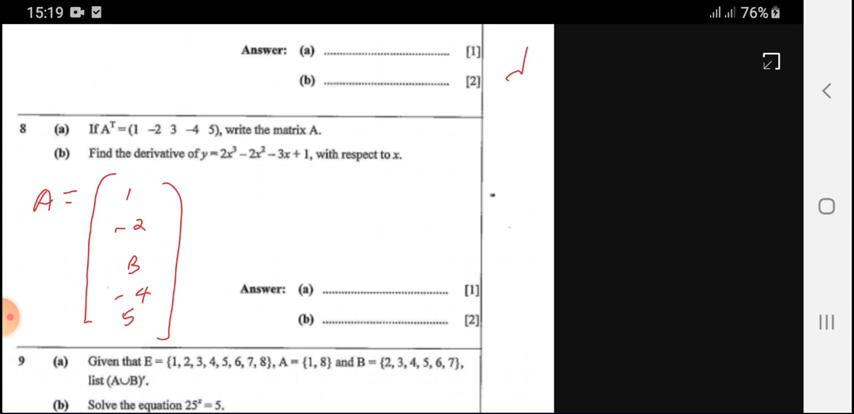 15:19 76%
Answer: (a) ........................................ [1]
(b) ........................................ [2]
8 (a) If Aᵀ = (1 −2 3 −4 5), write the matrix A.
(b) Find the derivative of y = 2x³ − 2x² − 3x + 1, with respect to x.
A =
1
-2
3
-4
5
Answer: (a) ........................................ [1]
(b) ........................................ [2]
9 (a) Given that E = {1, 2, 3, 4, 5, 6, 7, 8}, A = {1, 8} and B = {2, 3, 4, 5, 6, 7},
list (A∪B)′.
(b) Solve the equation 25ˣ = 5.